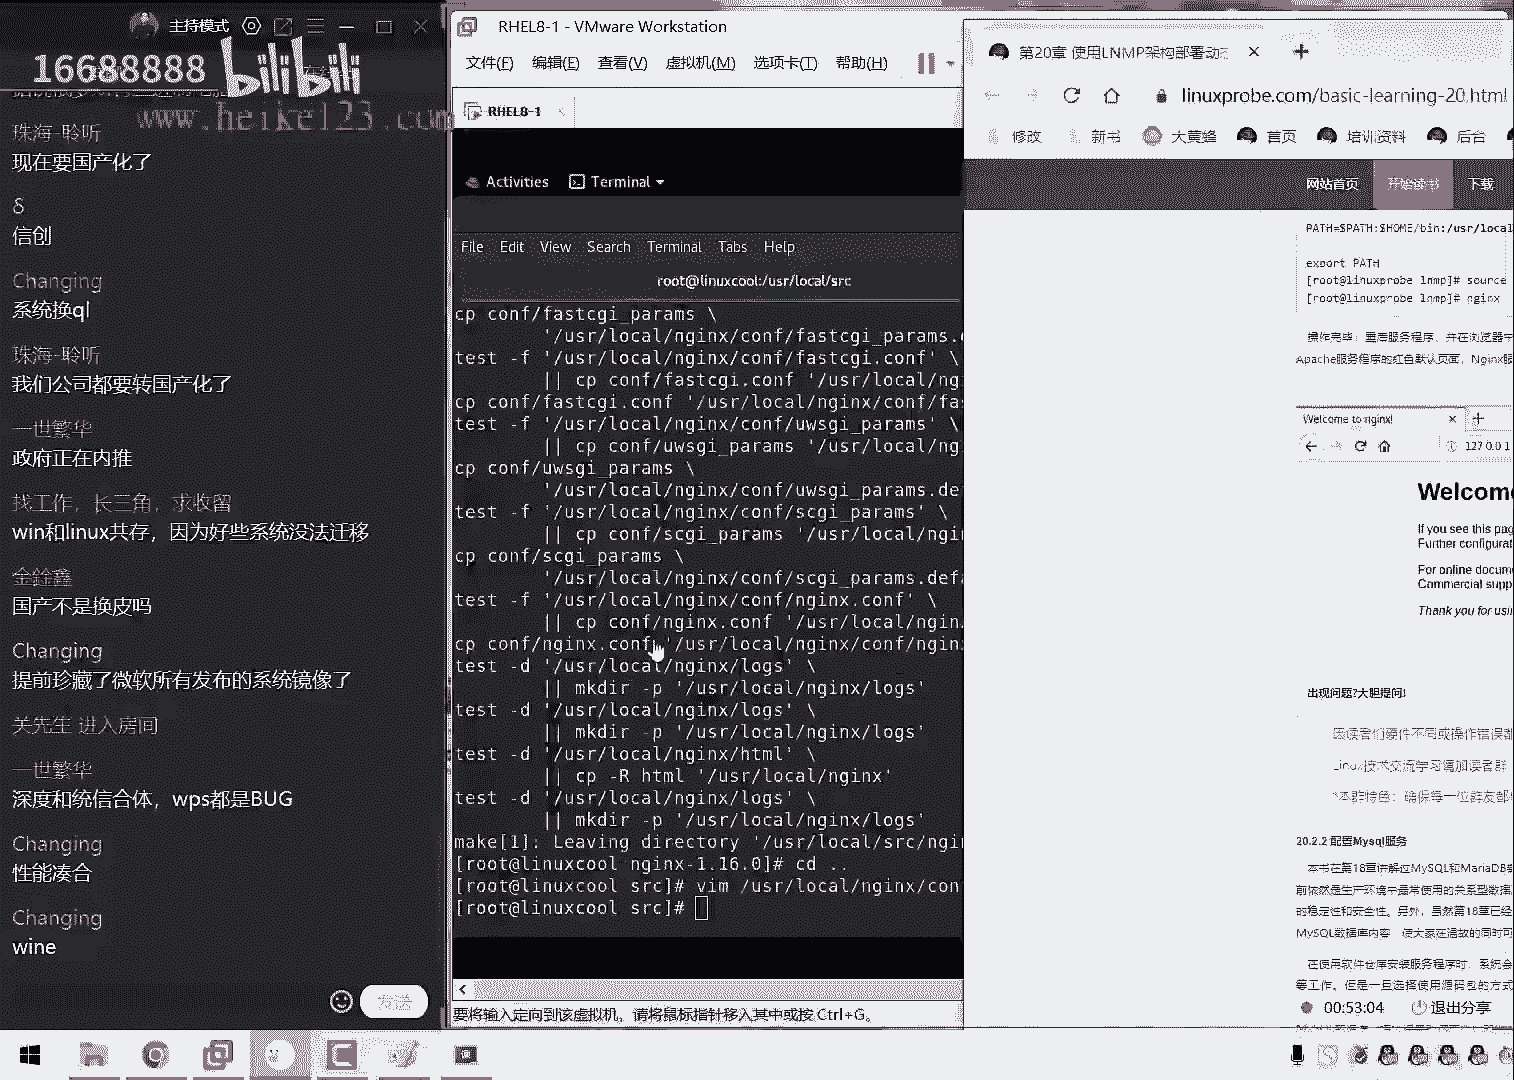 主持模式
16688888 bilibili
www.heike123.com
珠海-聆听
现在要国产化了
δ
信创
Changing
系统换ql
珠海-聆听
我们公司都要转国产化了
一世繁华
政府正在内推
找工作，长三角，求收留
win和linux共存，因为好些系统没法迁移
国产不是换皮吗
Changing
提前珍藏了微软所有发布的系统镜像了
关先生 进入房间
一世繁华
深度和统信合体，wps都是BUG
Changing
性能凑合
Changing
wine
发送
RHEL8-1 - VMware Workstation
文件(F) 编辑(E) 查看(V) 虚拟机(M) 选项卡(T) 帮助(H)
RHEL8-1
Activities Terminal
File Edit View Search Terminal Tabs Help
root@linuxcool:/usr/local/src
cp conf/fastcgi_params \
'/usr/local/nginx/conf/fastcgi_params.
test -f '/usr/local/nginx/conf/fastcgi.conf' \
|| cp conf/fastcgi.conf '/usr/local/ng
cp conf/fastcgi.conf '/usr/local/nginx/conf/fa
test -f '/usr/local/nginx/conf/uwsgi_params' \
|| cp conf/uwsgi_params '/usr/local/ng
cp conf/uwsgi_params \
'/usr/local/nginx/conf/uwsgi_params.de
test -f '/usr/local/nginx/conf/scgi_params' \
|| cp conf/scgi_params '/usr/local/ngi
cp conf/scgi_params \
'/usr/local/nginx/conf/scgi_params.def
test -f '/usr/local/nginx/conf/nginx.conf' \
|| cp conf/nginx.conf '/usr/local/ngin
cp conf/nginx.conf '/usr/local/nginx/conf/ngin
test -d '/usr/local/nginx/logs' \
|| mkdir -p '/usr/local/nginx/logs'
test -d '/usr/local/nginx/logs' \
|| mkdir -p '/usr/local/nginx/logs'
test -d '/usr/local/nginx/html' \
|| cp -R html '/usr/local/nginx'
test -d '/usr/local/nginx/logs' \
|| mkdir -p '/usr/local/nginx/logs'
make[1]: Leaving directory '/usr/local/src/ngi
[root@linuxcool nginx-1.16.0]# cd ..
[root@linuxcool src]# vim /usr/local/nginx/con
[root@linuxcool src]#
要将输入定向到该虚拟机，请将鼠标指针移入其中或按 Ctrl+G。
第20章 使用LNMP架构部署动
linuxprobe.com/basic-learning-20.html
修改 新书 大黄蜂 首页 培训资料 后台
网站首页 开始读书 下载
PATH=$PATH:$HOME/bin:/usr/local
export PATH
[root@linuxprobe lnmp]# source
[root@linuxprobe lnmp]# nginx
操作完毕，重启服务程序，并在浏览器中
Apache服务程序的红色默认页面，Nginx服
Welcome to nginx!
127.0.0.1
Welcome
If you see this pag
Further configurat
For online docum
Commercial supp
Thank you for usin
出现问题?大胆提问!
因读者们硬件不同或操作错误都
Linux技术交流学习请加读者群
*本群特色：确保每一位群友都
20.2.2 配置Mysql服务
本书在第18章讲解过MySQL和MariaDB
前依然是生产环境中最常使用的关系型数据
的稳定性和安全性。另外，虽然第18章已经
MySQL数据库内容，使大家在温故的同时可
在使用软件仓库安装服务程序时，系统会
等工作。但是一旦选择使用源码包的方式
00:53:04 退出分享